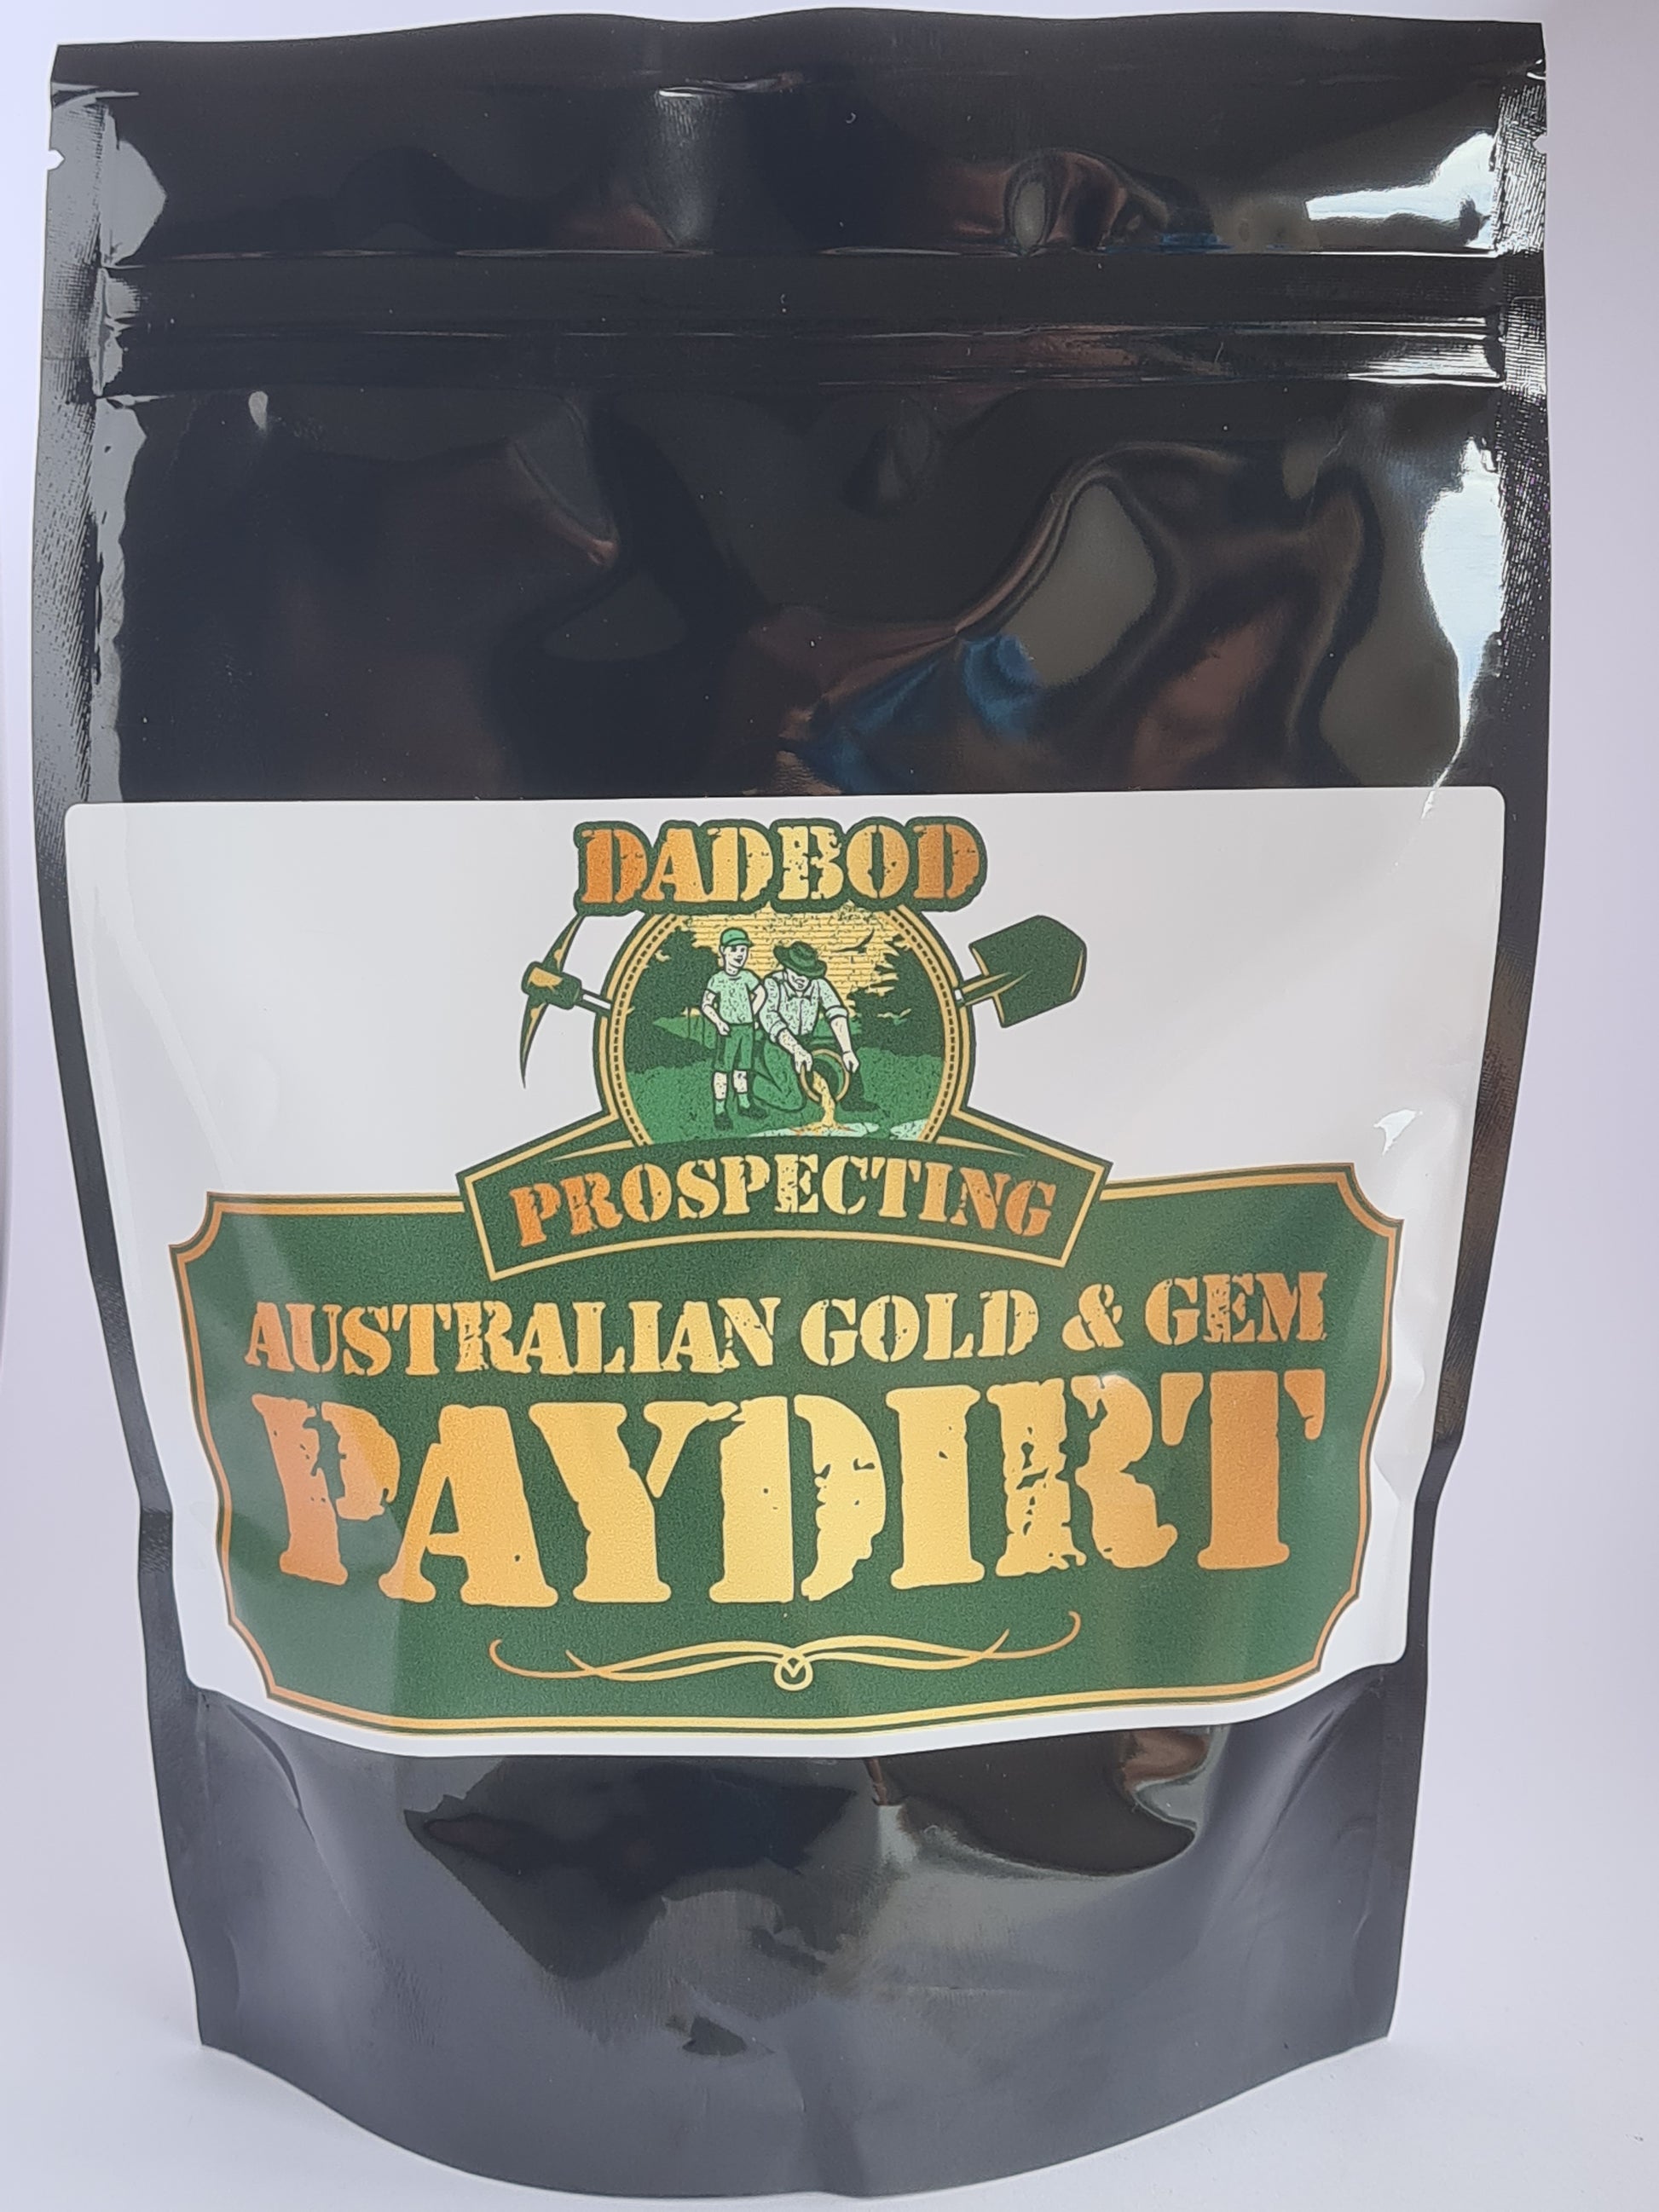 DADBOD
PROSPECTING
AUSTRALIAN GOLD & GEM
PAYDIRT